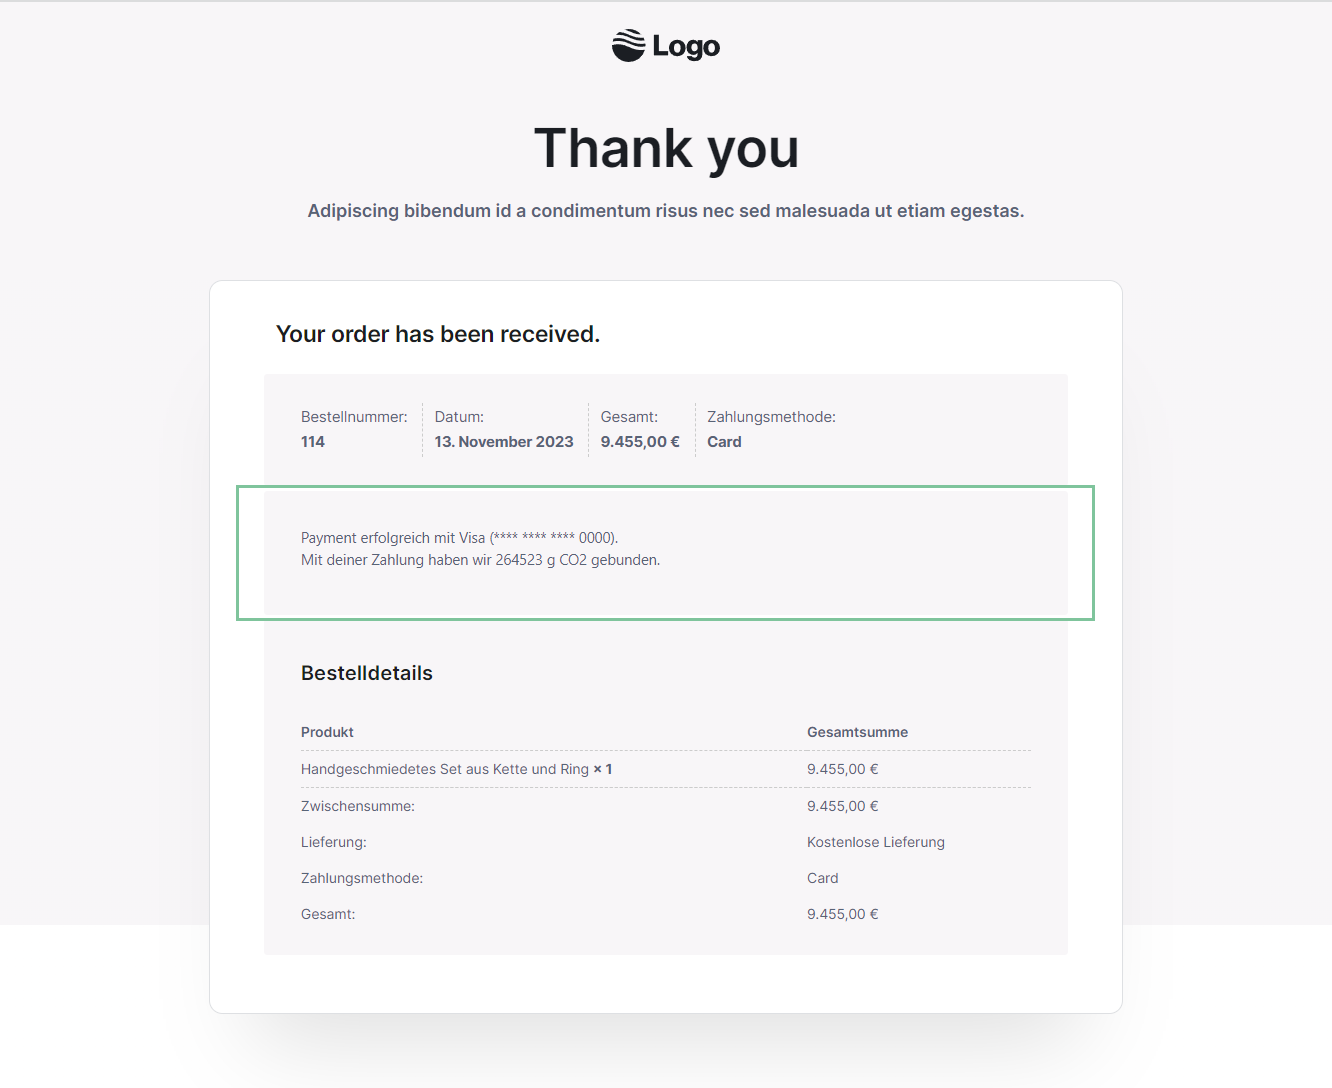 Logo
Thank you
Adipiscing bibendum id a condimentum risus nec sed malesuada ut etiam egestas.
Your order has been received.
Bestellnummer: Datum: Gesamt: Zahlungsmethode:
114 13. November 2023 9.455,00 € Card
Payment erfolgreich mit Visa (**** **** **** 0000).
Mit deiner Zahlung haben wir 264523 g CO2 gebunden.
Bestelldetails
Produkt Gesamtsumme
Handgeschmiedetes Set aus Kette und Ring × 1 9.455,00 €
Zwischensumme: 9.455,00 €
Lieferung: Kostenlose Lieferung
Zahlungsmethode: Card
Gesamt: 9.455,00 €